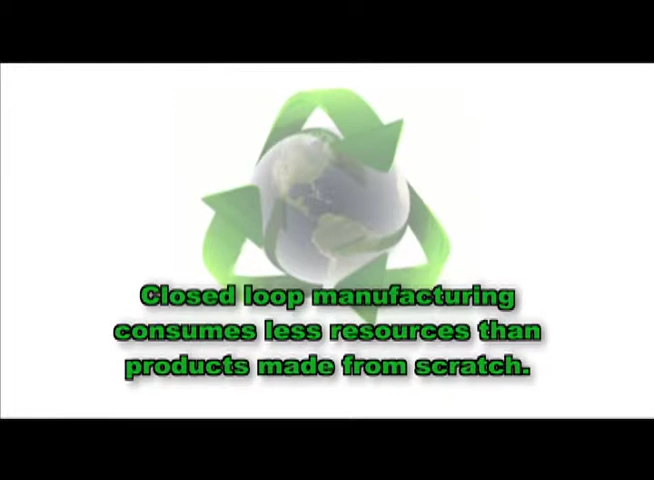 Closed loop manufacturing
consumes less resources than
products made from scratch.